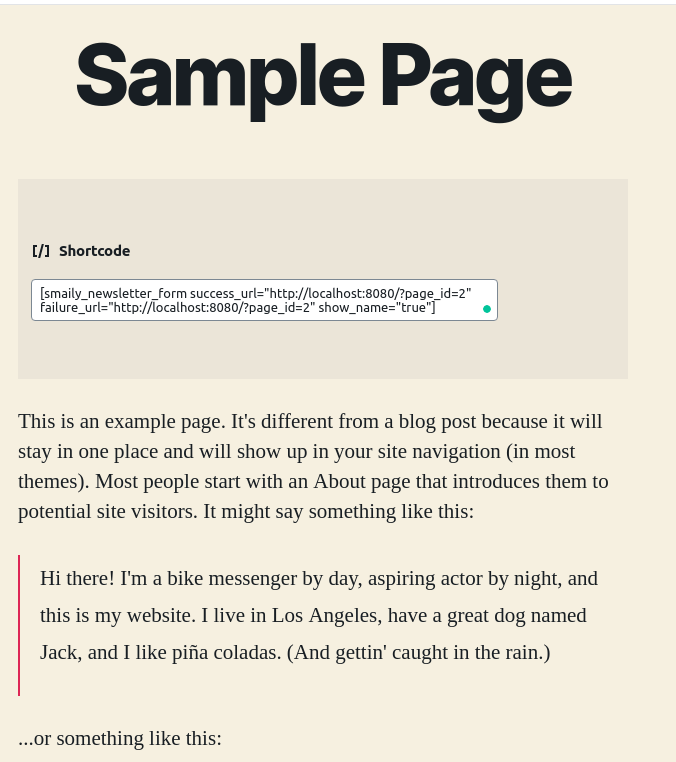 Sample Page
[/] Shortcode
[smaily_newsletter_form success_url="http://localhost:8080/?page_id=2"
failure_url="http://localhost:8080/?page_id=2" show_name="true"]
This is an example page. It's different from a blog post because it will
stay in one place and will show up in your site navigation (in most
themes). Most people start with an About page that introduces them to
potential site visitors. It might say something like this:
Hi there! I'm a bike messenger by day, aspiring actor by night, and
this is my website. I live in Los Angeles, have a great dog named
Jack, and I like piña coladas. (And gettin' caught in the rain.)
...or something like this: